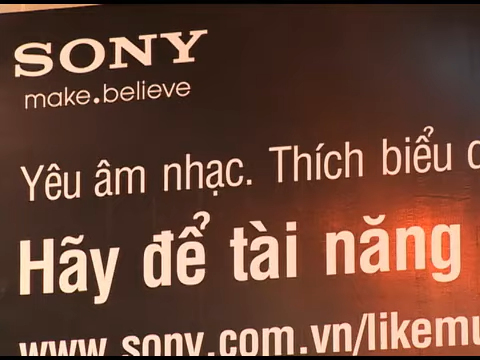 SONY
make.believe
Yêu âm nhạc. Thích biểu
Hãy để tài năng
www.sony.com.vn/likemu